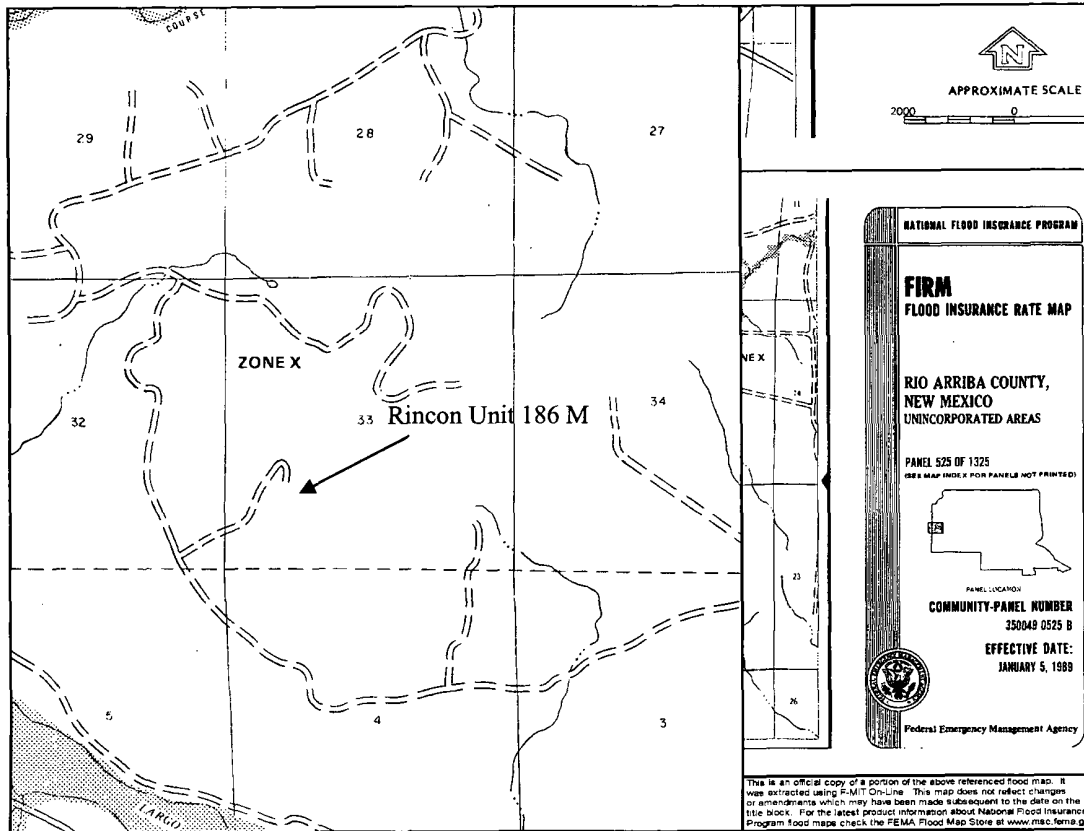 COURSE
29
28
27
ZONE X
32
33
34
Rincon Unit 186 M
5
4
3
LARGO
NE X
23
26
APPROXIMATE SCALE
2000
0
N
NATIONAL FLOOD INSURANCE PROGRAM
FIRM
FLOOD INSURANCE RATE MAP
RIO ARRIBA COUNTY,
NEW MEXICO
UNINCORPORATED AREAS
PANEL 525 OF 1325
(SEE MAP INDEX FOR PANELS NOT PRINTED)
PANEL LOCATION
COMMUNITY-PANEL NUMBER
350049 0525 B
EFFECTIVE DATE:
JANUARY 5, 1989
Federal Emergency Management Agency
This is an official copy of a portion of the above referenced flood map. It
was extracted using F-MIT On-Line This map does not reflect changes
or amendments which may have been made subsequent to the date on the
title block. For the latest product information about National Flood Insurance
Program flood maps check the FEMA Flood Map Store at www.msc.fema.g